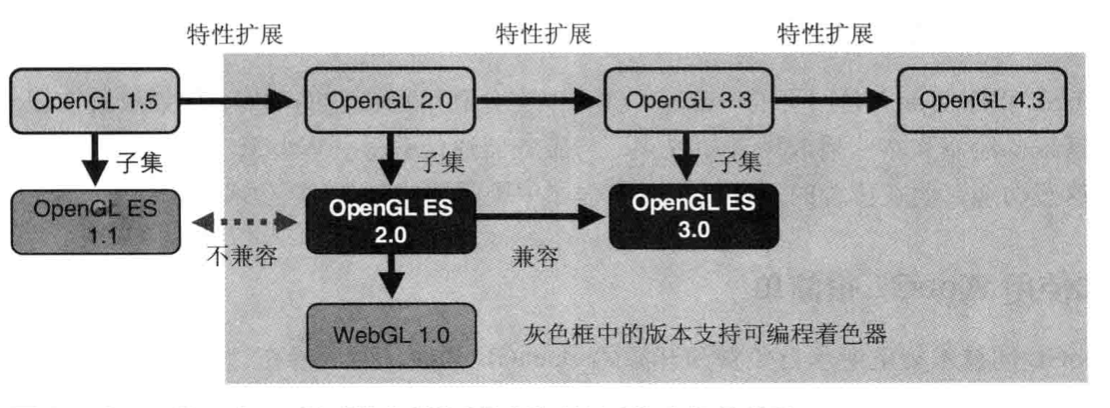 特性扩展 特性扩展 特性扩展
OpenGL 1.5 OpenGL 2.0 OpenGL 3.3 OpenGL 4.3
子集 子集 子集
OpenGL ES
1.1
OpenGL ES
2.0
OpenGL ES
3.0
不兼容 兼容
WebGL 1.0
灰色框中的版本支持可编程着色器